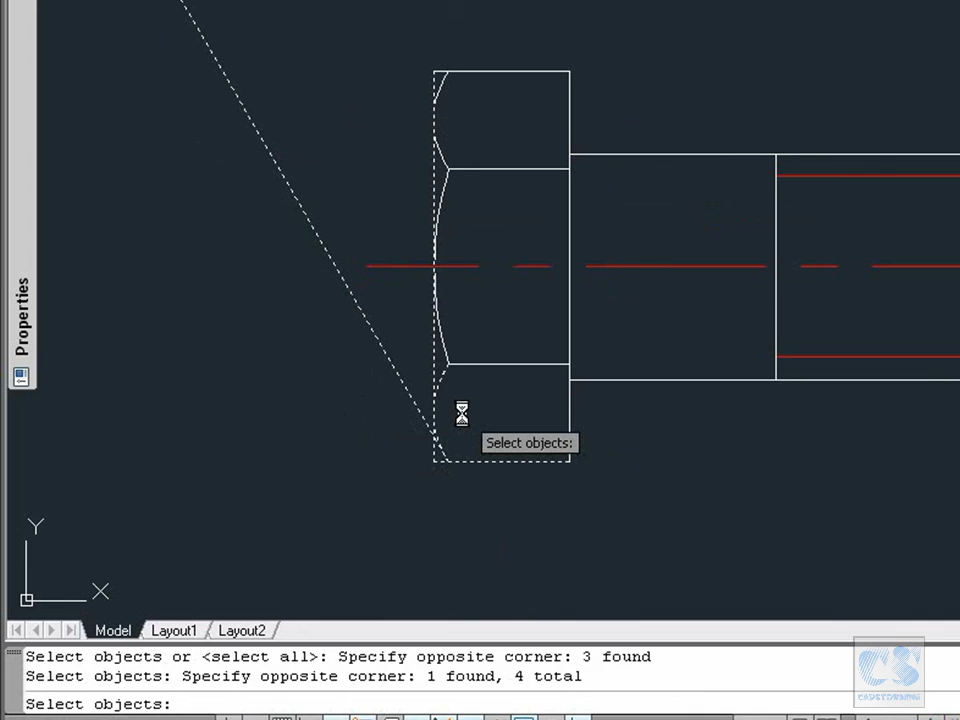 Properties
Select objects:
Y
X
Model
Layout1
Layout2
Select objects or <select all>: Specify opposite corner: 3 found
Select objects: Specify opposite corner: 1 found, 4 total
Select objects:
CS